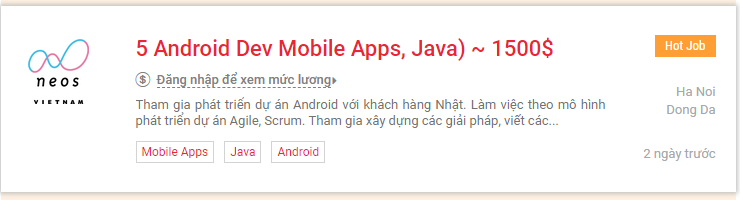 5 Android Dev Mobile Apps, Java) ~ 1500$
Hot Job
neos
VIETNAM
$ Đăng nhập để xem mức lương
Ha Noi
Dong Da
Tham gia phát triển dự án Android với khách hàng Nhật. Làm việc theo mô hình
phát triển dự án Agile, Scrum. Tham gia xây dựng các giải pháp, viết các...
Mobile Apps Java Android
2 ngày trước